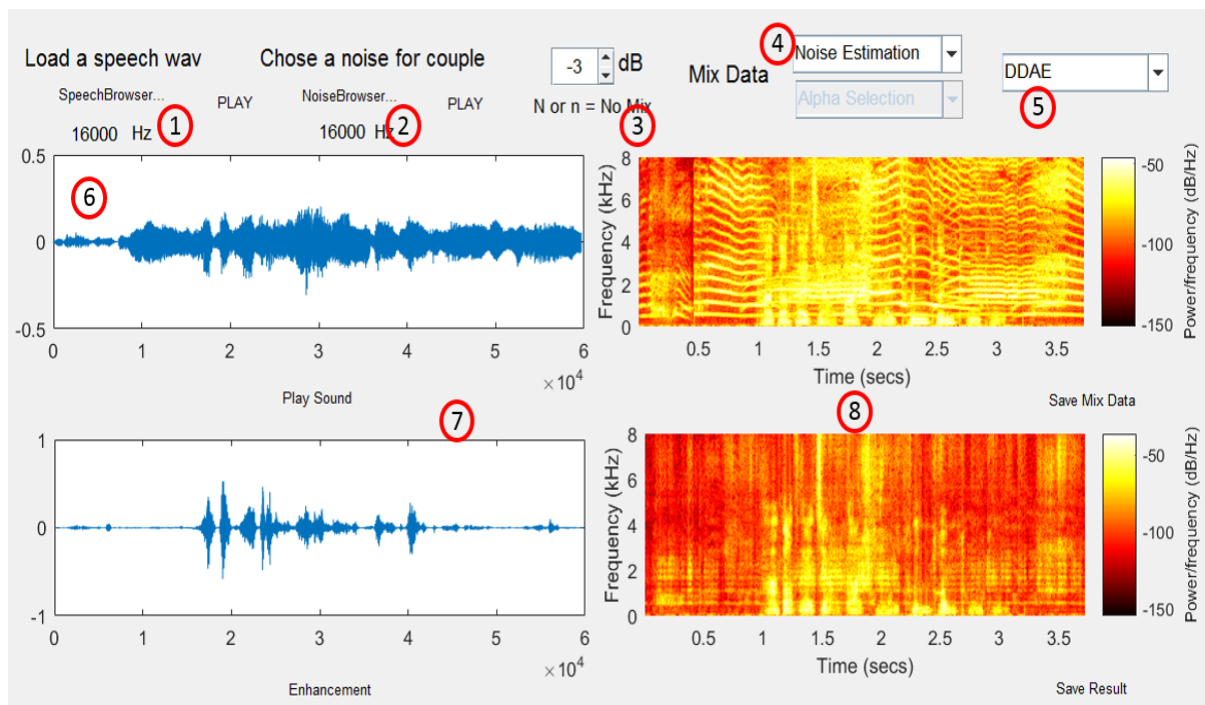 Load a speech wav
Chose a noise for couple
-3 dB
Mix Data
4
Noise Estimation
DDAE
SpeechBrowser...
PLAY
NoiseBrowser...
PLAY
N or n = No Mix
Alpha Selection
5
16000 Hz
1
16000 Hz
2
3
0.5
0
-0.5
6
0 1 2 3 4 5 6
×10^4
Play Sound
8
6
4
2
0
Frequency (kHz)
0.5 1 1.5 2 2.5 3 3.5
Time (secs)
-50
-100
-150
Power/frequency (dB/Hz)
Save Mix Data
7
1
0
-1
0 1 2 3 4 5 6
×10^4
Enhancement
8
8
6
4
2
0
Frequency (kHz)
0.5 1 1.5 2 2.5 3 3.5
Time (secs)
-50
-100
-150
Power/frequency (dB/Hz)
Save Result